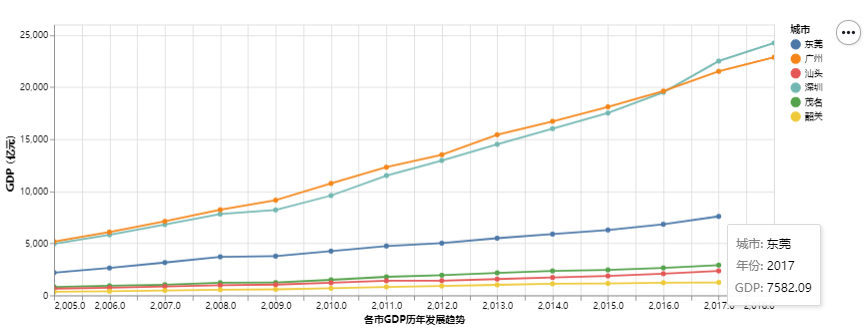 25,000
20,000
15,000
10,000
5,000
0
GDP (亿元)
2,005.0 2,006.0 2,007.0 2,008.0 2,009.0 2,010.0 2,011.0 2,012.0 2,013.0 2,014.0 2,015.0 2,016.0 2,017.0 2,018.0
各市GDP历年发展趋势
城市
东莞
广州
汕头
深圳
茂名
韶关
城市: 东莞
年份: 2017
GDP: 7582.09